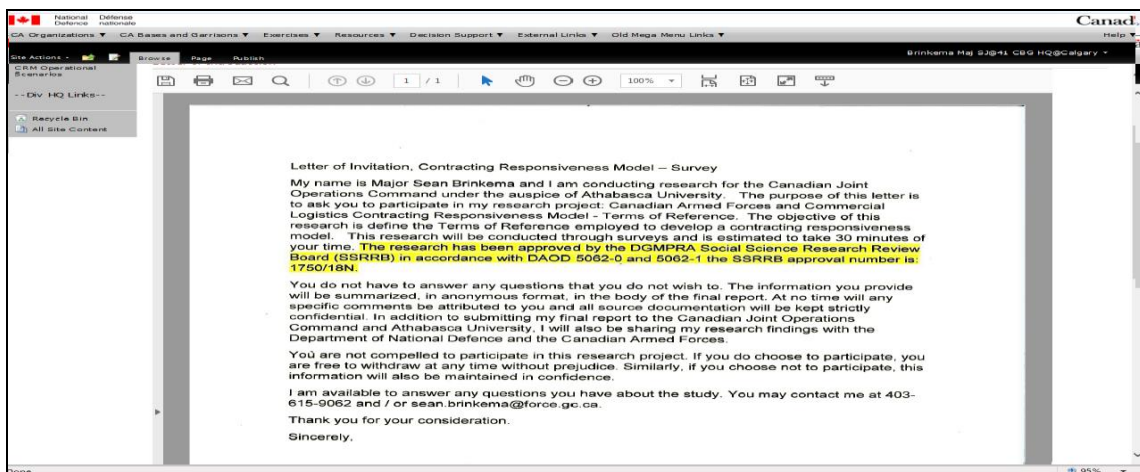 National Défense
Defence nationale
Canad
CA Organizations ▼ CA Bases and Garrisons ▼ Exercises ▼ Resources ▼ Decision Support ▼ External Links ▼ Old Mega Menu Links ▼ Help ▼
Site Actions Browse Page Publish Brinkema Maj SJ@41 CBG HQ@Calgary
CRM Operational
Scenarios
--Div HQ Links--
Recycle Bin
All Site Content
1 / 1 100%
Letter of Invitation, Contracting Responsiveness Model – Survey
My name is Major Sean Brinkema and I am conducting research for the Canadian Joint
Operations Command under the auspice of Athabasca University. The purpose of this letter is
to ask you to participate in my research project: Canadian Armed Forces and Commercial
Logistics Contracting Responsiveness Model - Terms of Reference. The objective of this
research is define the Terms of Reference employed to develop a contracting responsiveness
model. This research will be conducted through surveys and is estimated to take 30 minutes of
your time. The research has been approved by the DGMPRA Social Science Research Review
Board (SSRRB) in accordance with DAOD 5062-0 and 5062-1 the SSRRB approval number is:
1750/18N.
You do not have to answer any questions that you do not wish to. The information you provide
will be summarized, in anonymous format, in the body of the final report. At no time will any
specific comments be attributed to you and all source documentation will be kept strictly
confidential. In addition to submitting my final report to the Canadian Joint Operations
Command and Athabasca University, I will also be sharing my research findings with the
Department of National Defence and the Canadian Armed Forces.
You are not compelled to participate in this research project. If you do choose to participate, you
are free to withdraw at any time without prejudice. Similarly, if you choose not to participate, this
information will also be maintained in confidence.
I am available to answer any questions you have about the study. You may contact me at 403-
615-9062 and / or sean.brinkema@force.gc.ca.
Thank you for your consideration.
Sincerely,
95%